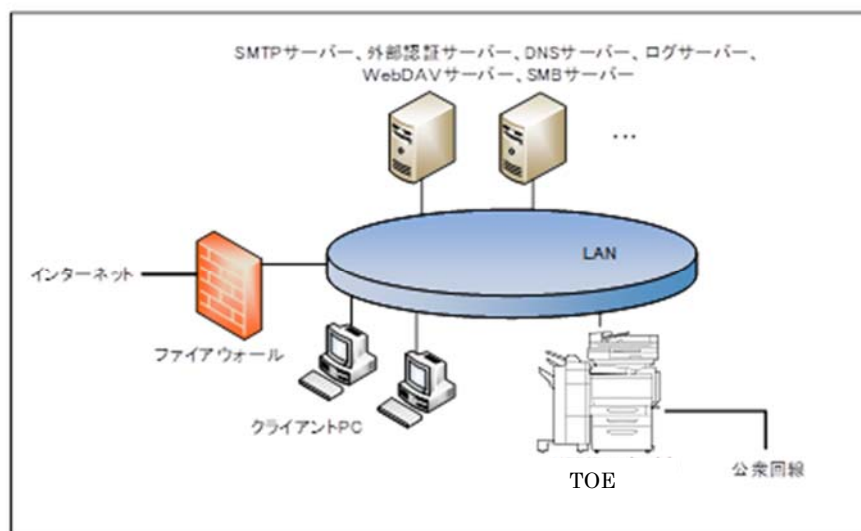 SMTPサーバー、外部認証サーバー、DNSサーバー、ログサーバー、
WebDAVサーバー、SMBサーバー
…
LAN
インターネット
ファイアウォール
クライアントPC
TOE
公衆回線